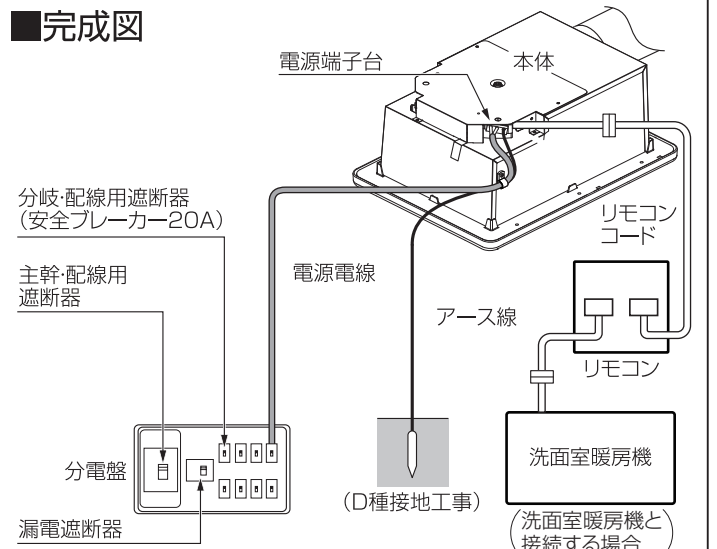 ■完成図
電源端子台
本体
分岐・配線用遮断器
(安全ブレーカー20A)
主幹・配線用
遮断器
電源電線
アース線
リモコン
コード
リモコン
分電盤
漏電遮断器
(D種接地工事)
洗面室暖房機
(洗面室暖房機と
接続する場合)